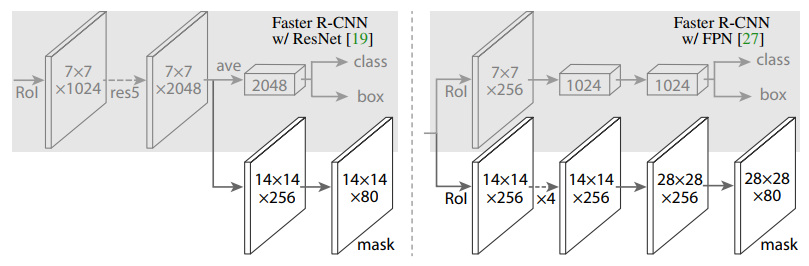 Faster R-CNN
w/ ResNet [19]
RoI
7×7
×1024
res5
7×7
×2048
ave
2048
class
box
14×14
×256
14×14
×80
mask
Faster R-CNN
w/ FPN [27]
RoI
7×7
×256
1024
1024
class
box
RoI
14×14
×256
×4
14×14
×256
28×28
×256
28×28
×80
mask